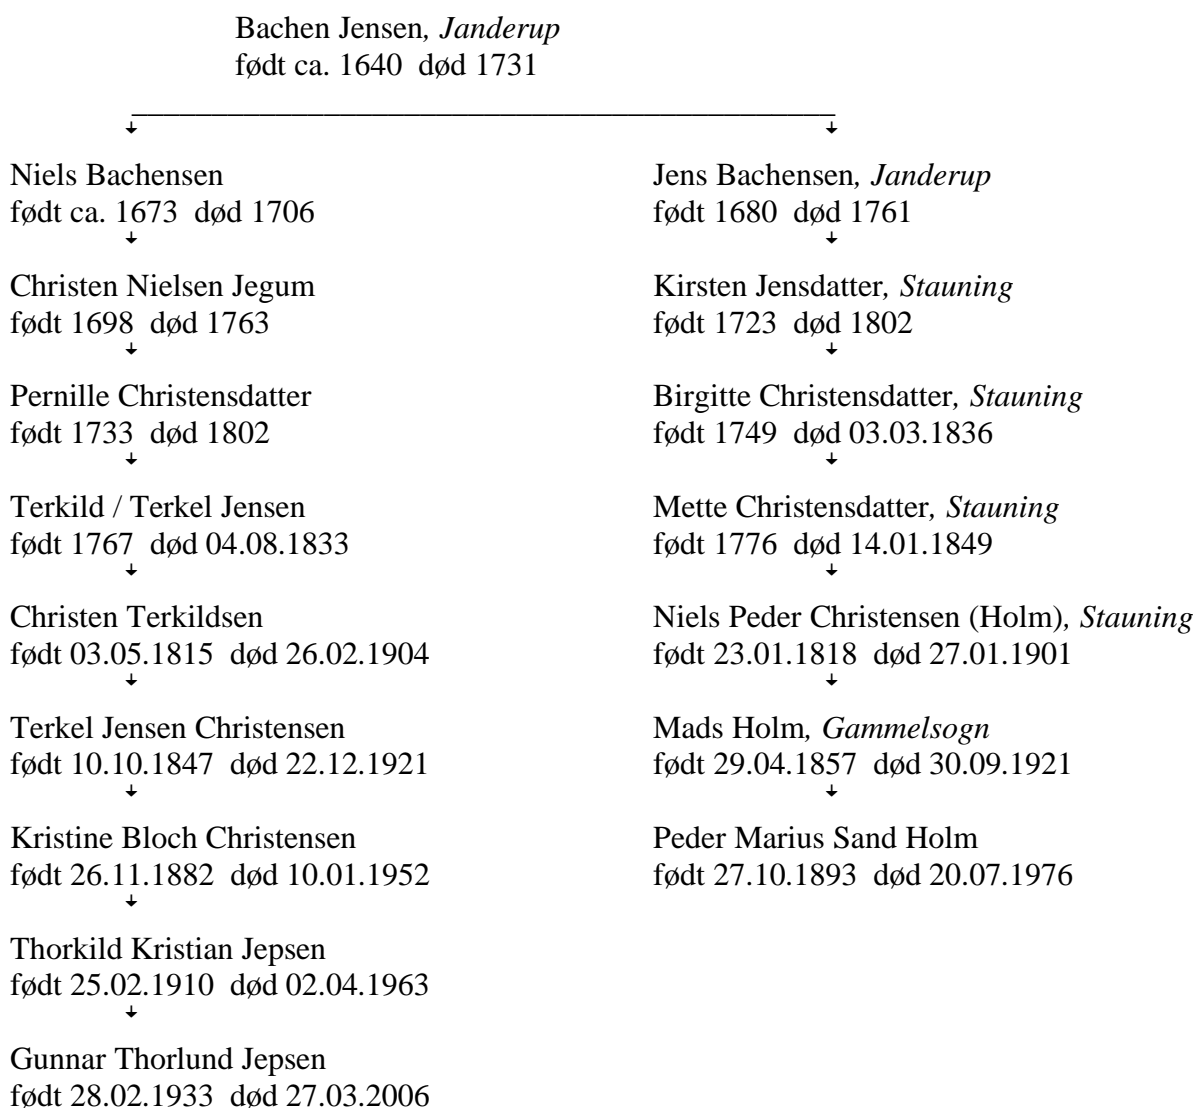 Bachen Jensen, Janderup
født ca. 1640 død 1731
Niels Bachensen
født ca. 1673 død 1706
Christen Nielsen Jegum
født 1698 død 1763
Pernille Christensdatter
født 1733 død 1802
Terkild / Terkel Jensen
født 1767 død 04.08.1833
Christen Terkildsen
født 03.05.1815 død 26.02.1904
Terkel Jensen Christensen
født 10.10.1847 død 22.12.1921
Kristine Bloch Christensen
født 26.11.1882 død 10.01.1952
Thorkild Kristian Jepsen
født 25.02.1910 død 02.04.1963
Gunnar Thorlund Jepsen
født 28.02.1933 død 27.03.2006
Jens Bachensen, Janderup
født 1680 død 1761
Kirsten Jensdatter, Stauning
født 1723 død 1802
Birgitte Christensdatter, Stauning
født 1749 død 03.03.1836
Mette Christensdatter, Stauning
født 1776 død 14.01.1849
Niels Peder Christensen (Holm), Stauning
født 23.01.1818 død 27.01.1901
Mads Holm, Gammelsogn
født 29.04.1857 død 30.09.1921
Peder Marius Sand Holm
født 27.10.1893 død 20.07.1976